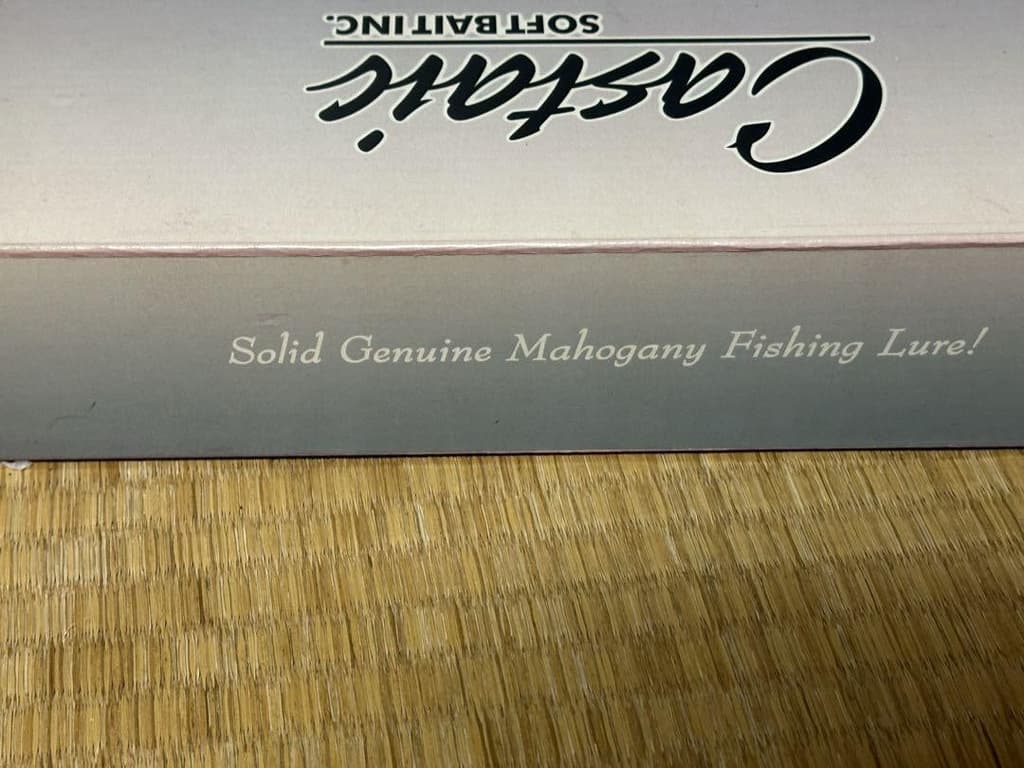 Castaic
SOFT BAIT INC.
Solid Genuine Mahogany Fishing Lure!